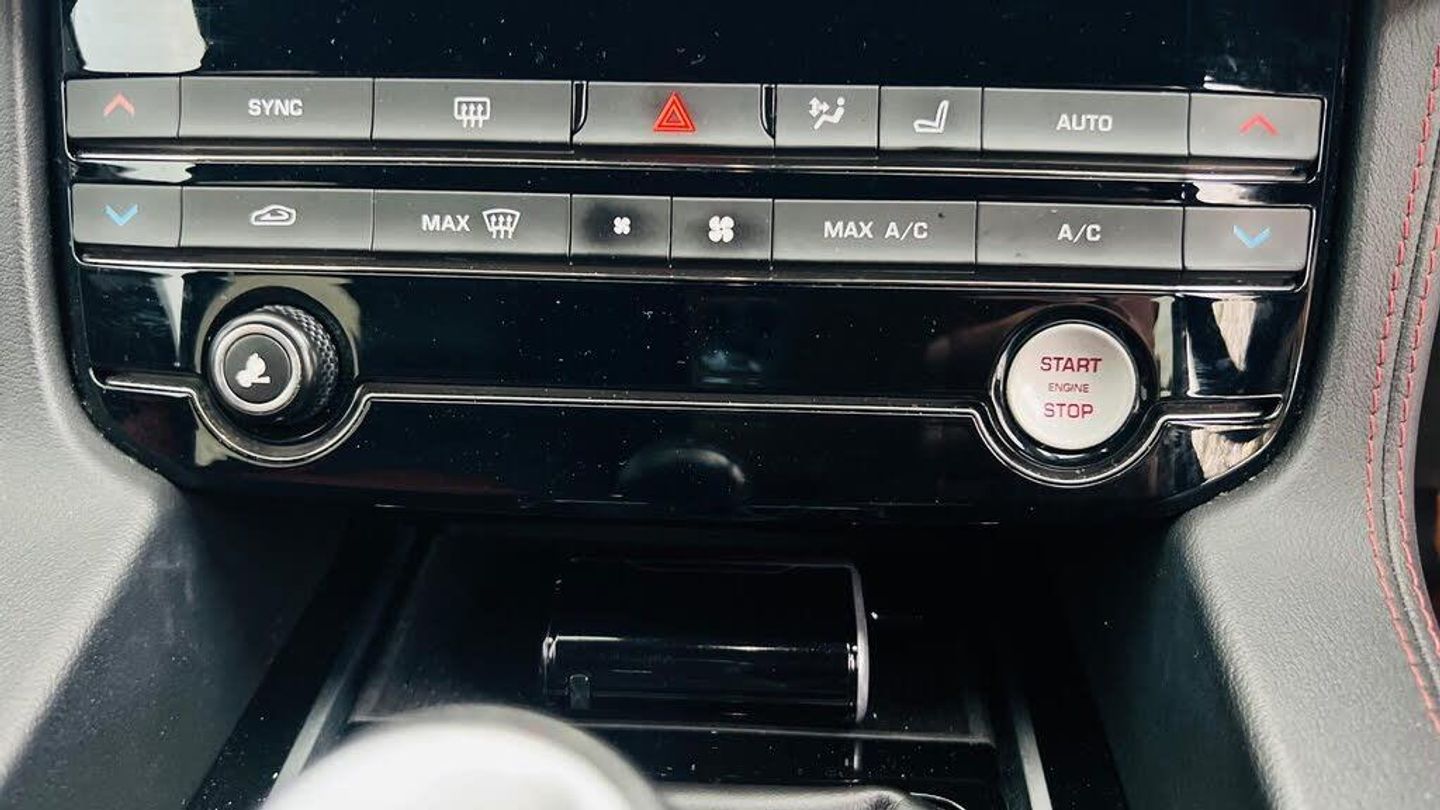 SYNC
AUTO
MAX
MAX A/C
A/C
START
ENGINE
STOP